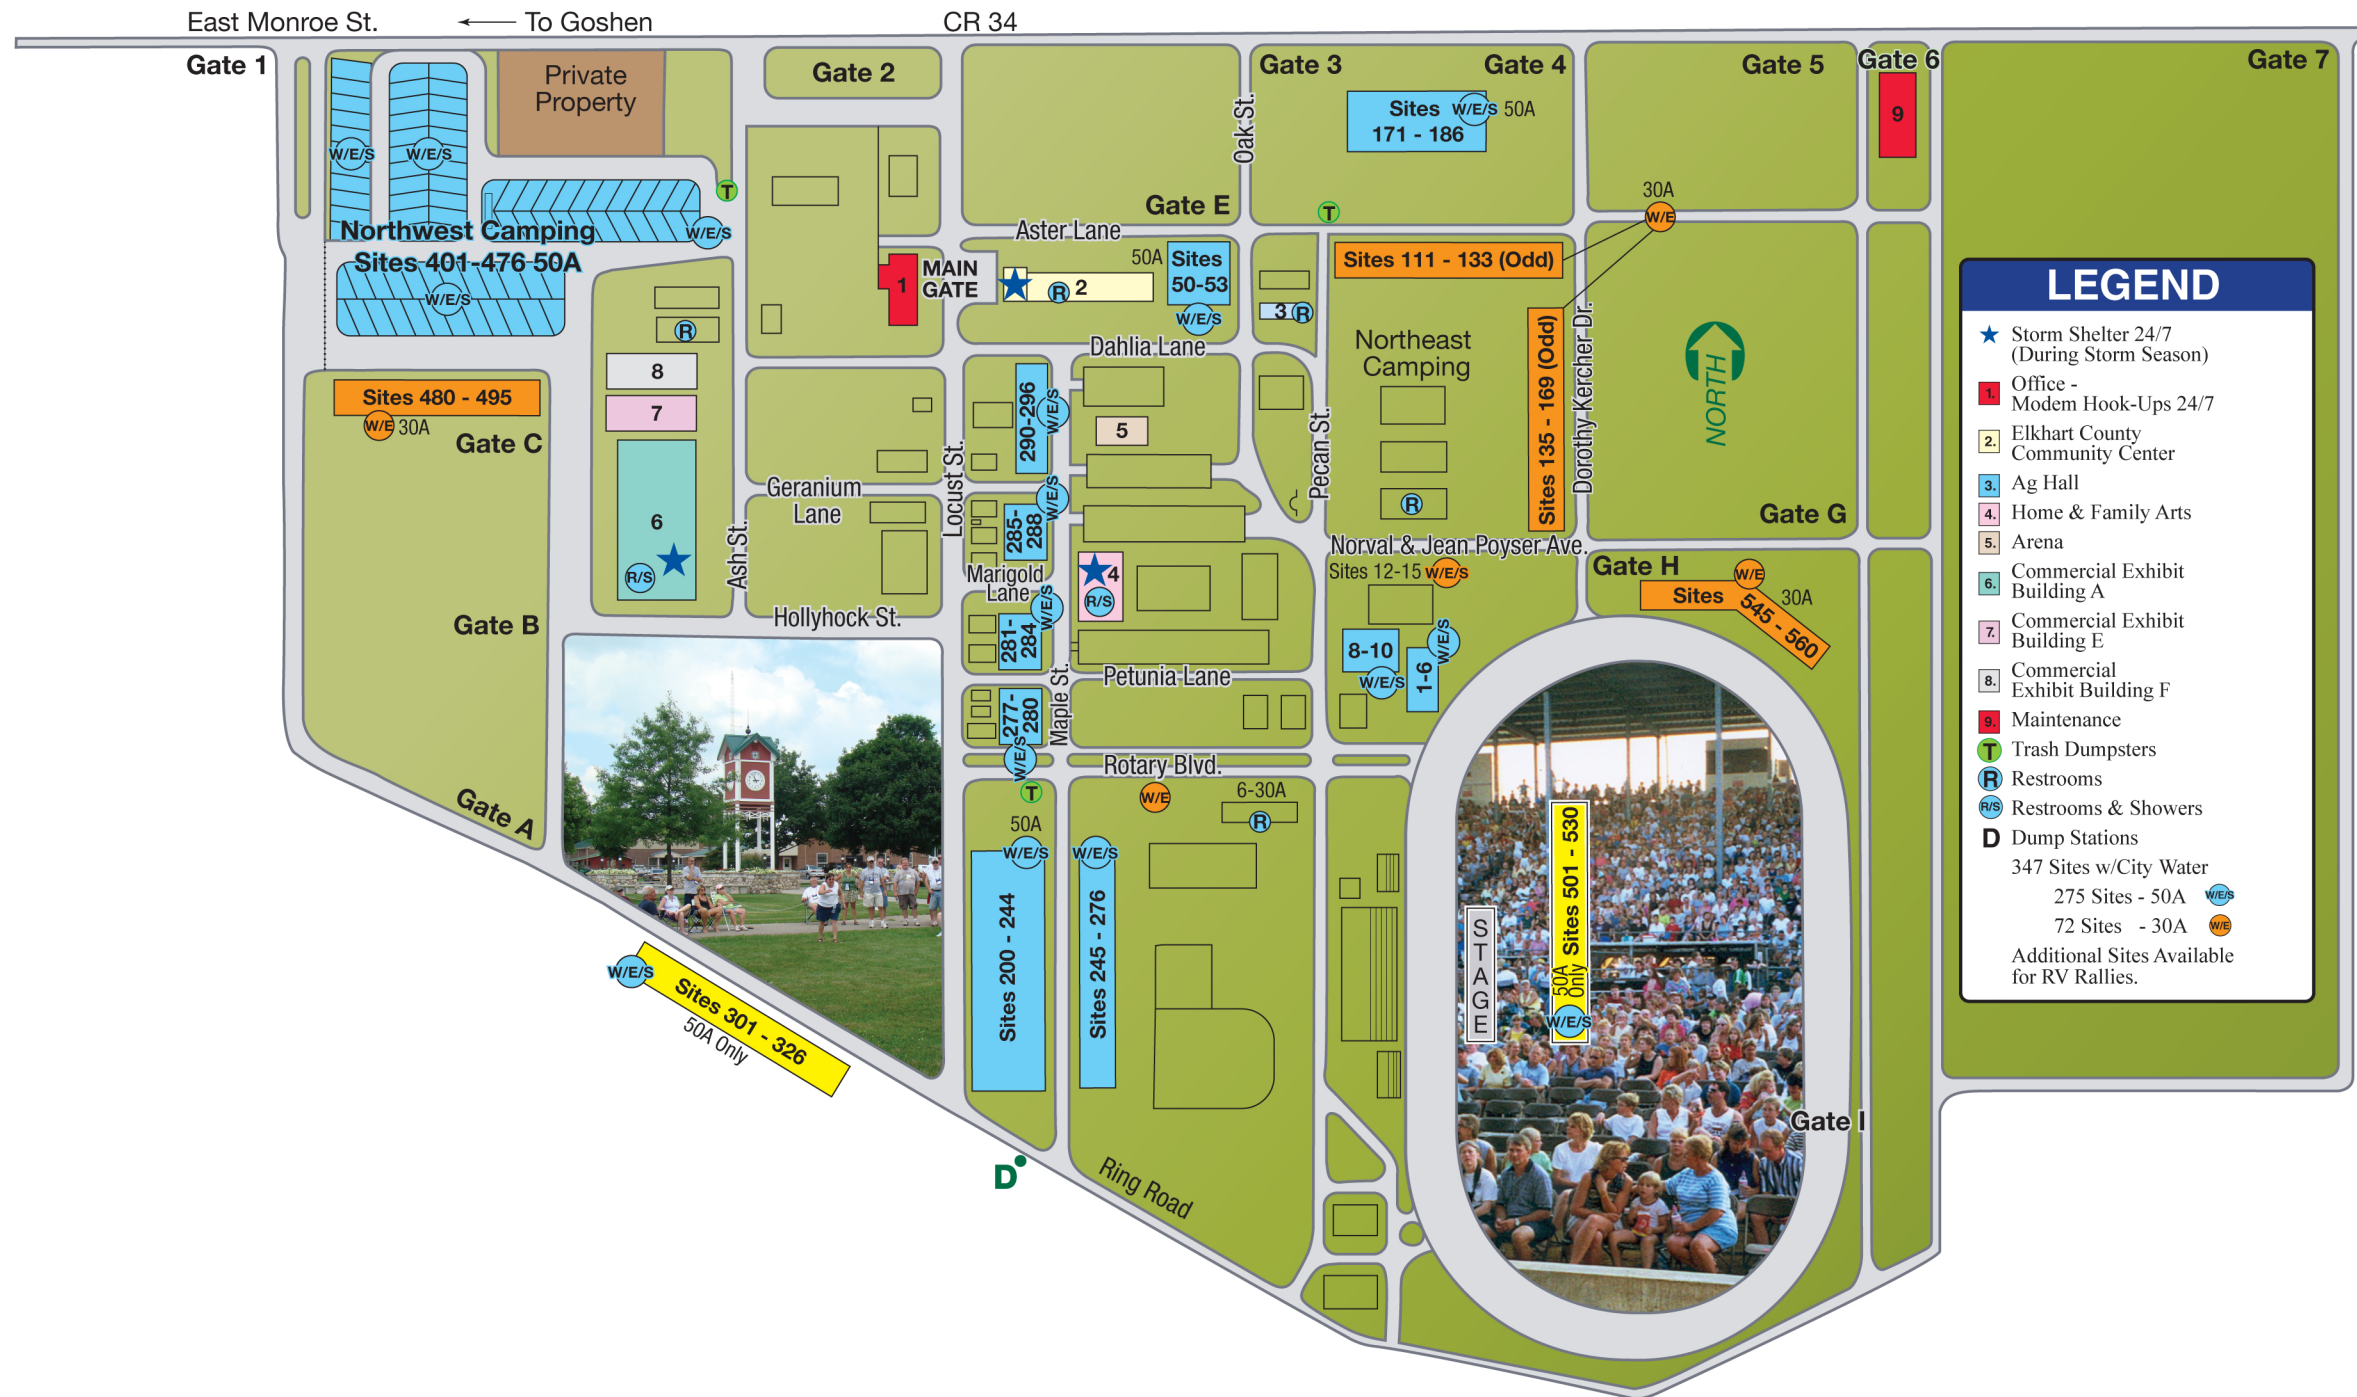 East Monroe St.
To Goshen
CR 34
Gate 1
Private
Property
Gate 2
Gate 3
Gate 4
Gate 5
Gate 6
Gate 7
9
Sites W/E/S 50A
171 - 186
Oak St.
W/E/S
W/E/S
T
Northwest Camping
W/E/S
Sites 401-476 50A
W/E/S
Gate E
T
30A
W/E
Aster Lane
MAIN
GATE
1
R 2
50A
Sites
50-53
W/E/S
Sites 111 - 133 (Odd)
3 R
Dahlia Lane
Northeast
Camping
Sites 135 - 169 (Odd)
Dorothy Kercher Dr.
NORTH
R
8
7
6
R/S
Sites 480 - 495
W/E 30A
Gate C
Gate B
Gate A
Ash St.
Geranium
Lane
Locust St.
290-296
W/E/S
5
Pecan St.
R
Gate G
285-
288
W/E/S
Marigold
Lane
4
R/S
Norval & Jean Poyser Ave.
Sites 12-15 W/E/S
Gate H
W/E
Sites 545 - 560
30A
Hollyhock St.
281-
284
W/E/S
8-10
W/E/S
1-6
W/E/S
Petunia Lane
277-
280
W/E/S
Maple St.
Rotary Blvd.
T
W/E
6-30A
R
50A
W/E/S
W/E/S
Sites 200 - 244
Sites 245 - 276
W/E/S
Sites 301 - 326
50A Only
STAGE
Sites 501 - 530
50A
Only
W/E/S
Gate I
D
Ring Road
LEGEND
Storm Shelter 24/7
(During Storm Season)
1. Office -
Modem Hook-Ups 24/7
2. Elkhart County
Community Center
3. Ag Hall
4. Home & Family Arts
5. Arena
6. Commercial Exhibit
Building A
7. Commercial Exhibit
Building E
8. Commercial
Exhibit Building F
9. Maintenance
T Trash Dumpsters
R Restrooms
R/S Restrooms & Showers
D Dump Stations
347 Sites w/City Water
275 Sites - 50A W/E/S
72 Sites - 30A W/E
Additional Sites Available
for RV Rallies.